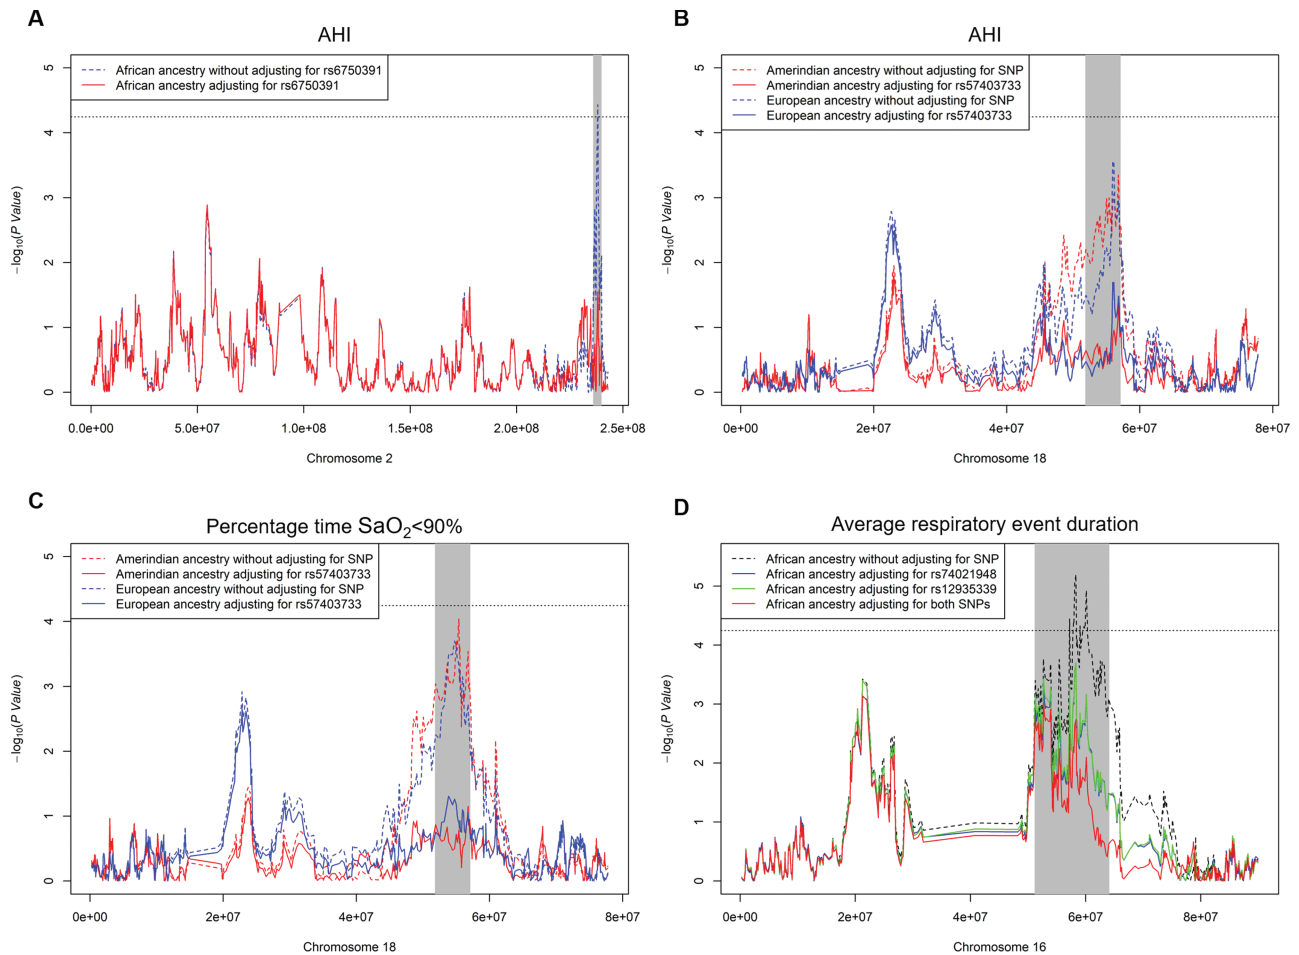 A
AHI
African ancestry without adjusting for rs6750391
African ancestry adjusting for rs6750391
−log10(P Value)
5
4
3
2
1
0
0.0e+00 5.0e+07 1.0e+08 1.5e+08 2.0e+08 2.5e+08
Chromosome 2
B
AHI
Amerindian ancestry without adjusting for SNP
Amerindian ancestry adjusting for rs57403733
European ancestry without adjusting for SNP
European ancestry adjusting for rs57403733
−log10(P Value)
5
4
3
2
1
0
0e+00 2e+07 4e+07 6e+07 8e+07
Chromosome 18
C
Percentage time SaO2<90%
Amerindian ancestry without adjusting for SNP
Amerindian ancestry adjusting for rs57403733
European ancestry without adjusting for SNP
European ancestry adjusting for rs57403733
−log10(P Value)
5
4
3
2
1
0
0e+00 2e+07 4e+07 6e+07 8e+07
Chromosome 18
D
Average respiratory event duration
African ancestry without adjusting for SNP
African ancestry adjusting for rs74021948
African ancestry adjusting for rs12935339
African ancestry adjusting for both SNPs
−log10(P Value)
5
4
3
2
1
0
0e+00 2e+07 4e+07 6e+07 8e+07
Chromosome 16